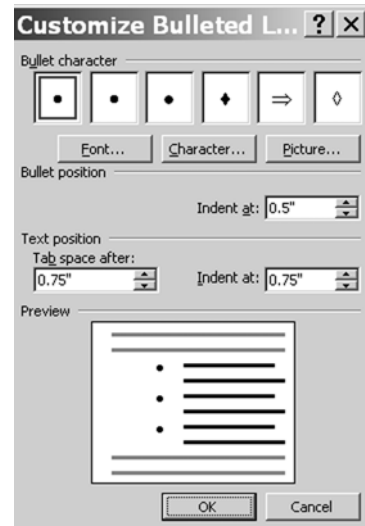 Customize Bulleted L... ? ×
Bullet character
Font... Character... Picture...
Bullet position
Indent at: 0.5"
Text position
Tab space after:
0.75" Indent at: 0.75"
Preview
OK Cancel